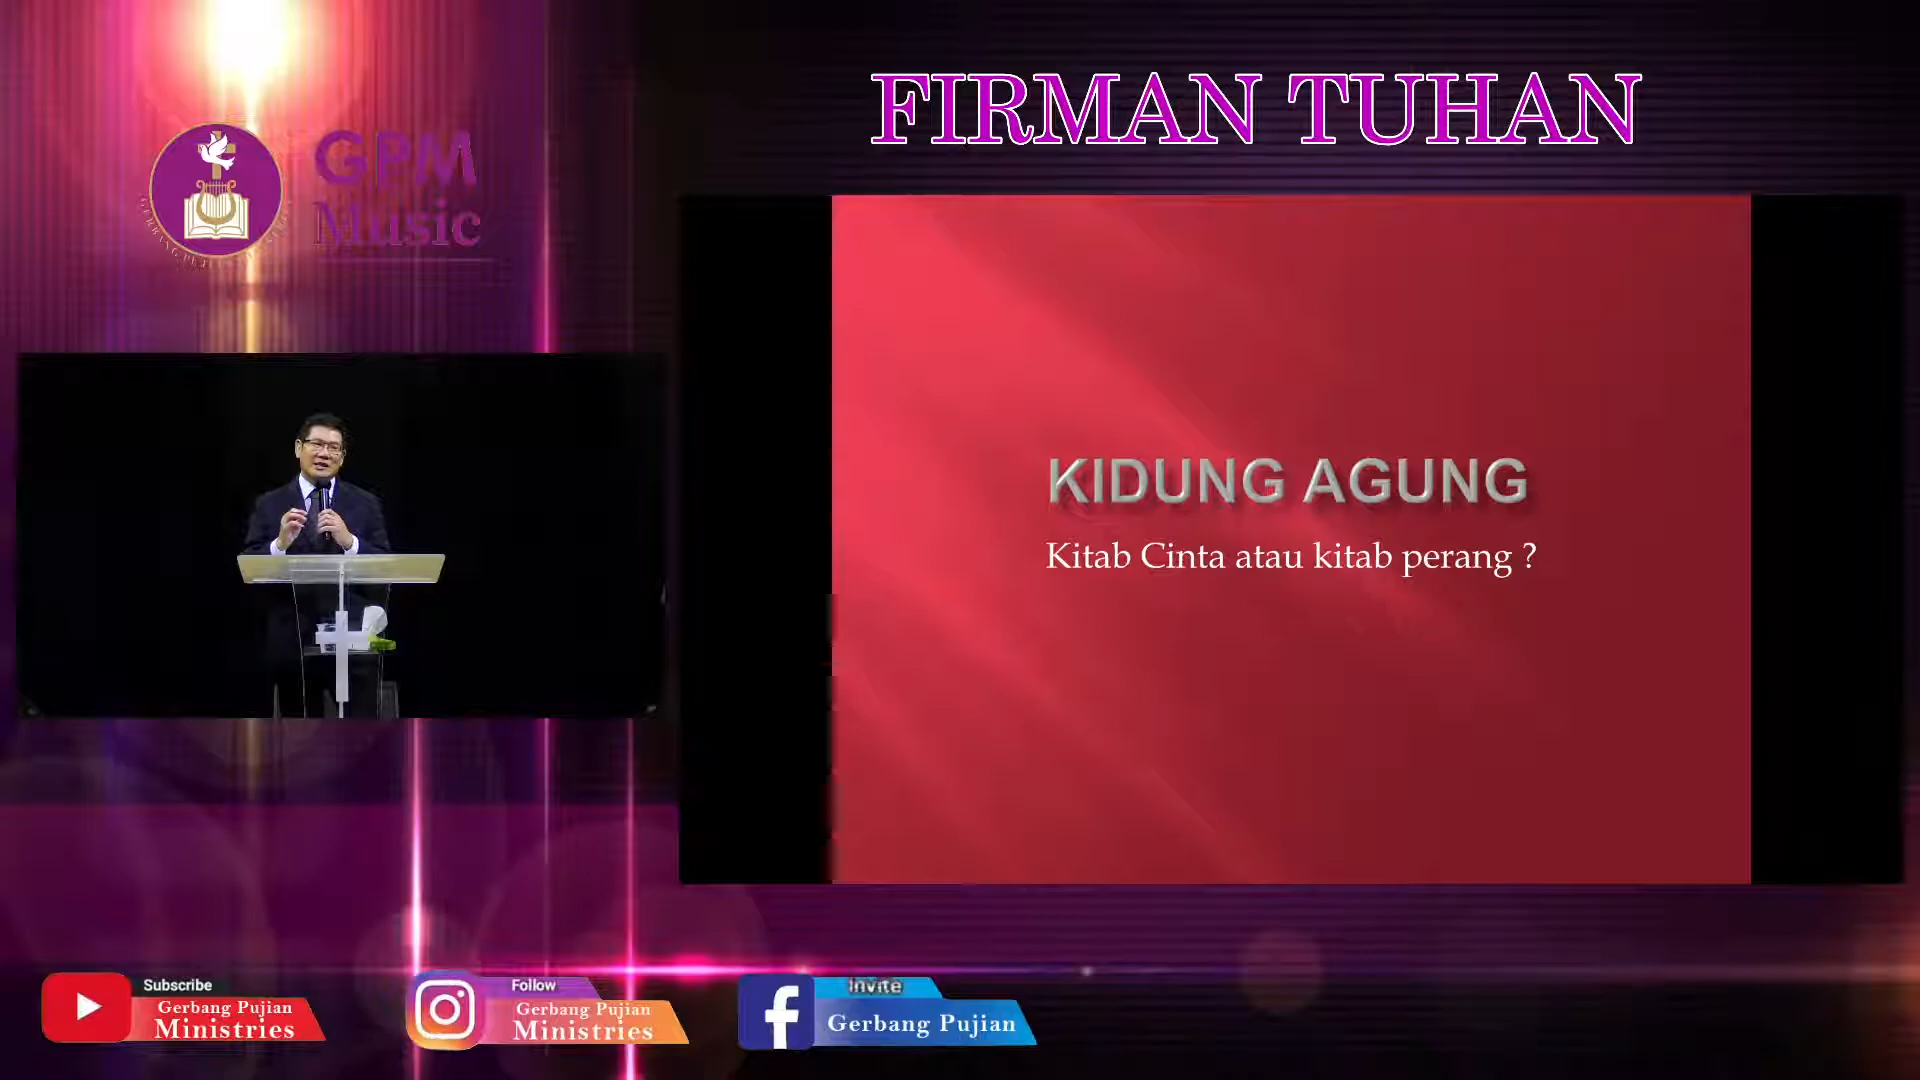 FIRMAN TUHAN
GPM
Music
KIDUNG AGUNG
Kitab Cinta atau kitab perang ?
Subscribe
Gerbang Pujian
Ministries
Follow
Gerbang Pujian
Ministries
Invite
Gerbang Pujian